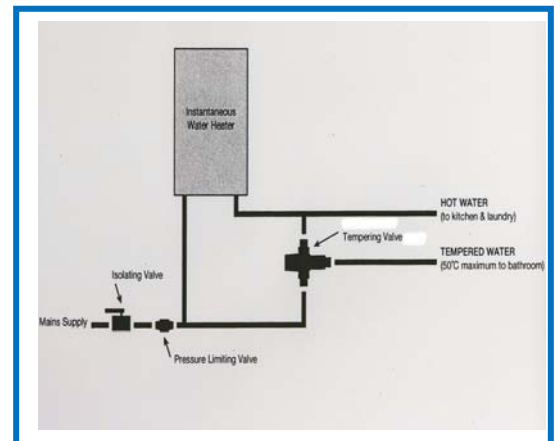 Instantaneous
Water Heater
HOT WATER
(to kitchen & laundry)
Tempering Valve
TEMPERED WATER
(50°C maximum to bathroom)
Isolating Valve
Mains Supply
Pressure Limiting Valve